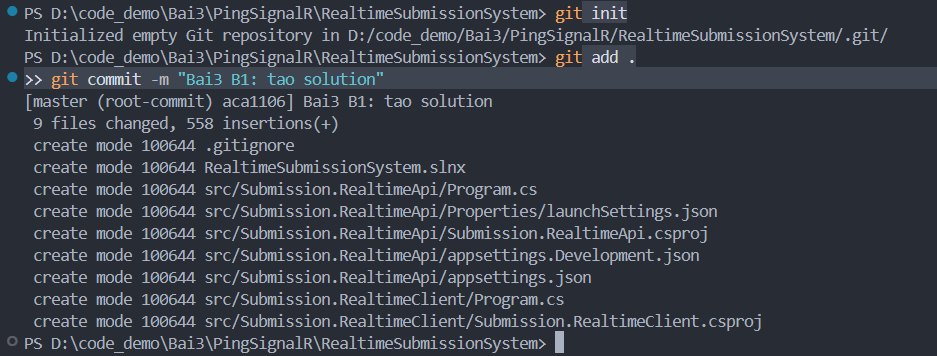 PS D:\code_demo\Bai3\PingSignalR\RealtimeSubmissionSystem> git init
Initialized empty Git repository in D:/code_demo/Bai3/PingSignalR/RealtimeSubmissionSystem/.git/
PS D:\code_demo\Bai3\PingSignalR\RealtimeSubmissionSystem> git add .
>> git commit -m "Bai3 B1: tao solution"
[master (root-commit) aca1106] Bai3 B1: tao solution
 9 files changed, 558 insertions(+)
 create mode 100644 .gitignore
 create mode 100644 RealtimeSubmissionSystem.slnx
 create mode 100644 src/Submission.RealtimeApi/Program.cs
 create mode 100644 src/Submission.RealtimeApi/Properties/launchSettings.json
 create mode 100644 src/Submission.RealtimeApi/Submission.RealtimeApi.csproj
 create mode 100644 src/Submission.RealtimeApi/appsettings.Development.json
 create mode 100644 src/Submission.RealtimeApi/appsettings.json
 create mode 100644 src/Submission.RealtimeClient/Program.cs
 create mode 100644 src/Submission.RealtimeClient/Submission.RealtimeClient.csproj
PS D:\code_demo\Bai3\PingSignalR\RealtimeSubmissionSystem>